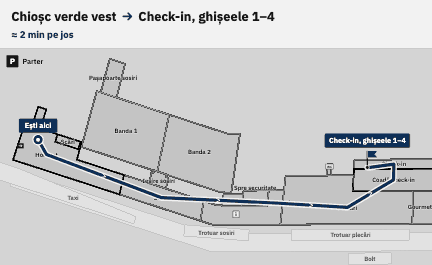 Chioșc verde vest → Check-in, ghișeele 1–4
≈ 2 min pe jos
P Parter
Pașapoarte sosiri
Ești aici
Banda 1
Scări
Banda 2
Check-in, ghișeele 1–4
Spre securitate
Taxi
Trotuar sosiri
Trotuar plecări
Gourmet
Bolt